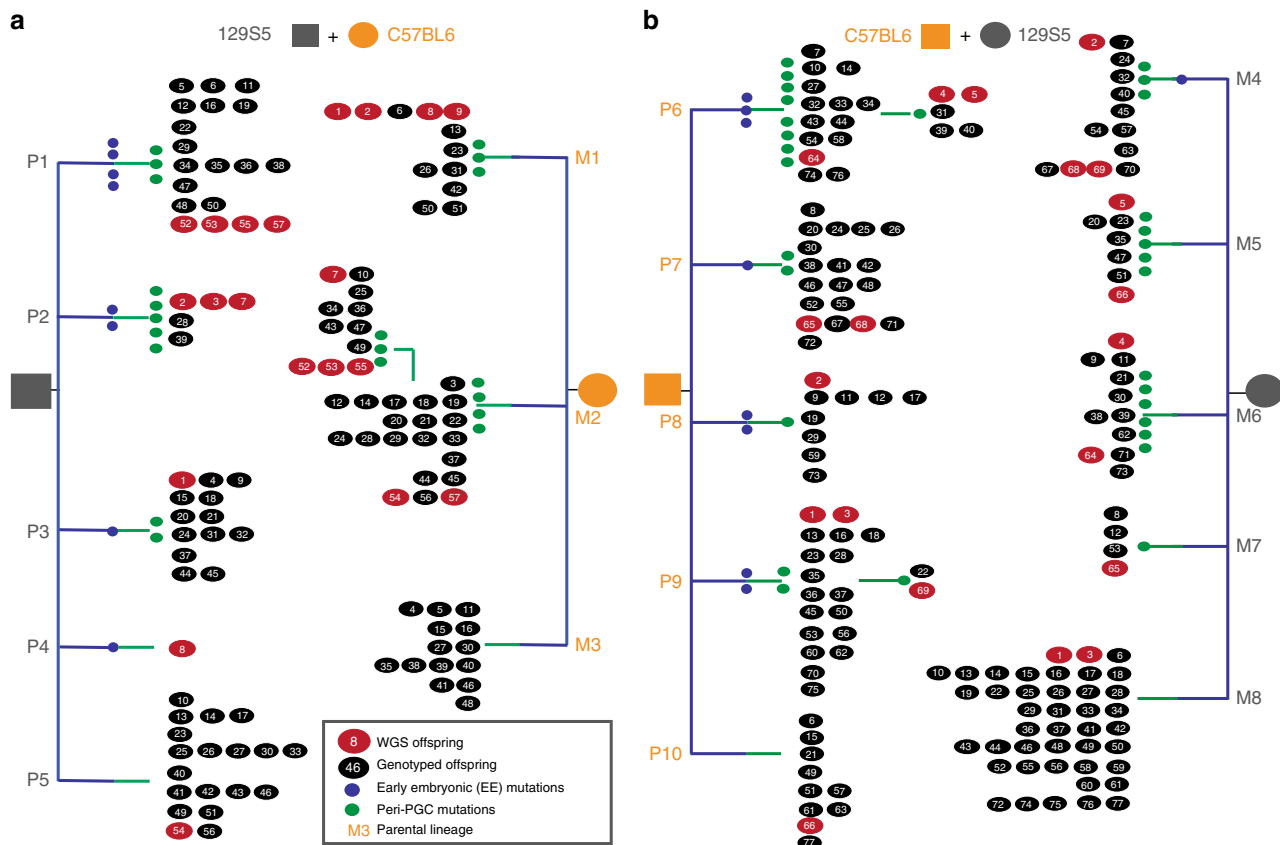 a
129S5 + C57BL6
P1
5 6 11
12 16 19
22
29
34 35 36 38
47
48 50
52 53 55 57
P2
2 3 7
28
39
P3
1 4 9
15 18
20 21
24 31 32
37
44 45
P4
8
P5
10
13 14 17
23
25 26 27 30 33
40
41 42 43 46
49 51
54 56
1 2 6 8 9
13
23
26 31
42
50 51
M1
7 10
25
34 36
43 47
49
52 53 55
3
12 14 17 18 19
20 21 22
24 28 29 32 33
37
44 45
54 56 57
M2
4 5 11
15 16
27 30
35 38 39 40
41 46
48
M3
8 WGS offspring
46 Genotyped offspring
Early embryonic (EE) mutations
Peri-PGC mutations
M3 Parental lineage
b
C57BL6 + 129S5
P6
7
10 14
27
32 33 34
43 44
54 58
64
74 76
4 5
31
39 40
P7
8
20 24 25 26
30
38 41 42
46 47 48
52 55
65 67 68 71
72
P8
2
9 11 12 17
19
29
59
73
P9
1 3
13 16 18
23 28
35
36 37
45 50
53 56
60 62
70
75
22
69
P10
6
15
21
49
51 57
61 63
66
77
2 7
24
32
40
45
54 57
63
67 68 69 70
M4
5
20 23
35
47
51
66
M5
4
9 11
21
30
38 39
62
64 71
73
M6
8
12
53
65
M7
1 3 6
10 13 14 15 16 17 18
19 22 25 26 27 28
29 31 33 34
36 37 41 42
43 44 46 48 49 50
52 55 56 58 59
60 61
72 74 75 76 77
M8